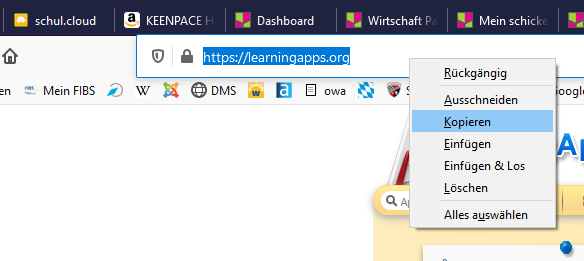 schul.cloud KEENPACE H Dashboard Wirtschaft Pa Mein schicke
https://learningapps.org
en Mein FIBS DMS owa Google
Rückgängig
Ausschneiden
Kopieren
Einfügen
Einfügen & Los
Löschen
Alles auswählen
Ap